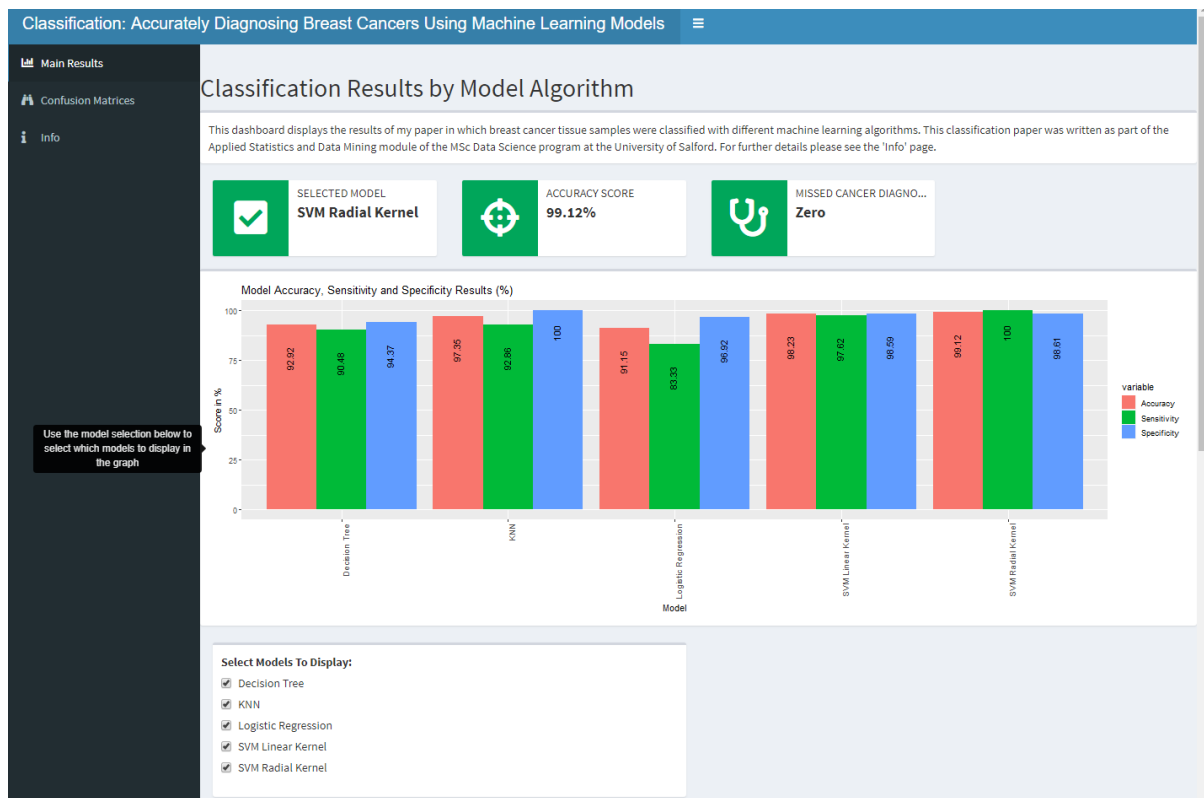 Classification: Accurately Diagnosing Breast Cancers Using Machine Learning Models
Main Results
Confusion Matrices
Info
Classification Results by Model Algorithm
This dashboard displays the results of my paper in which breast cancer tissue samples were classified with different machine learning algorithms. This classification paper was written as part of the
Applied Statistics and Data Mining module of the MSc Data Science program at the University of Salford. For further details please see the 'Info' page.
SELECTED MODEL
SVM Radial Kernel
ACCURACY SCORE
99.12%
MISSED CANCER DIAGNO...
Zero
Model Accuracy, Sensitivity and Specificity Results (%)
Score in %
100
75
50
25
0
92.92
90.48
94.37
97.35
92.86
100
91.15
83.33
96.92
98.23
97.62
98.59
99.12
100
98.61
Decision Tree
KNN
Logistic Regression
SVM Linear Kernel
SVM Radial Kernel
Model
variable
Accuracy
Sensitivity
Specificity
Use the model selection below to
select which models to display in
the graph
Select Models To Display:
Decision Tree
KNN
Logistic Regression
SVM Linear Kernel
SVM Radial Kernel